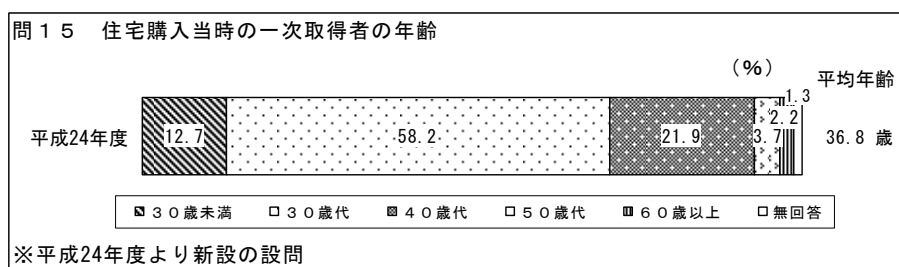 問１５　住宅購入当時の一次取得者の年齢
（％）
平均年齢
1.3
平成24年度 12.7 58.2 21.9 3.7 2.2 36.8 歳
３０歳未満 ３０歳代 ４０歳代 ５０歳代 ６０歳以上 無回答
※平成24年度より新設の設問